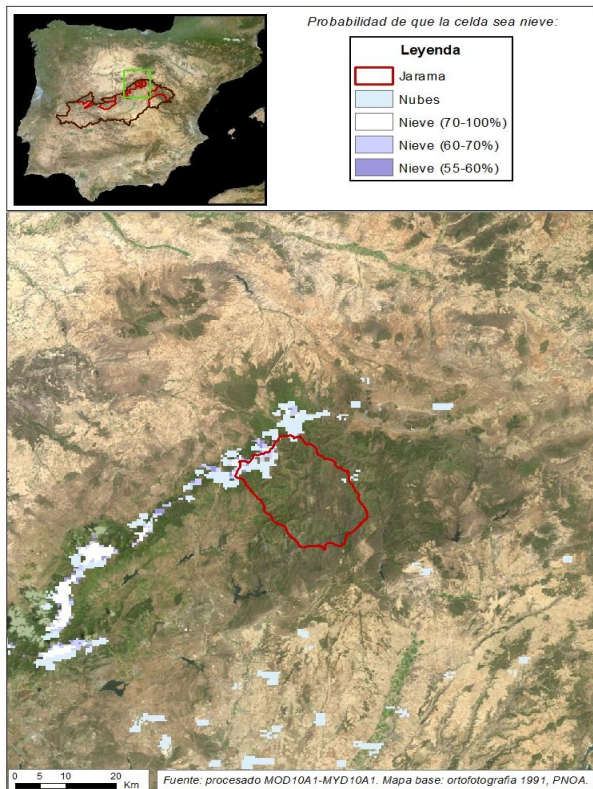 Probabilidad de que la celda sea nieve:
Leyenda
Jarama
Nubes
Nieve (70-100%)
Nieve (60-70%)
Nieve (55-60%)
0 5 10 20
Km
Fuente: procesado MOD10A1-MYD10A1. Mapa base: ortofotografia 1991, PNOA.